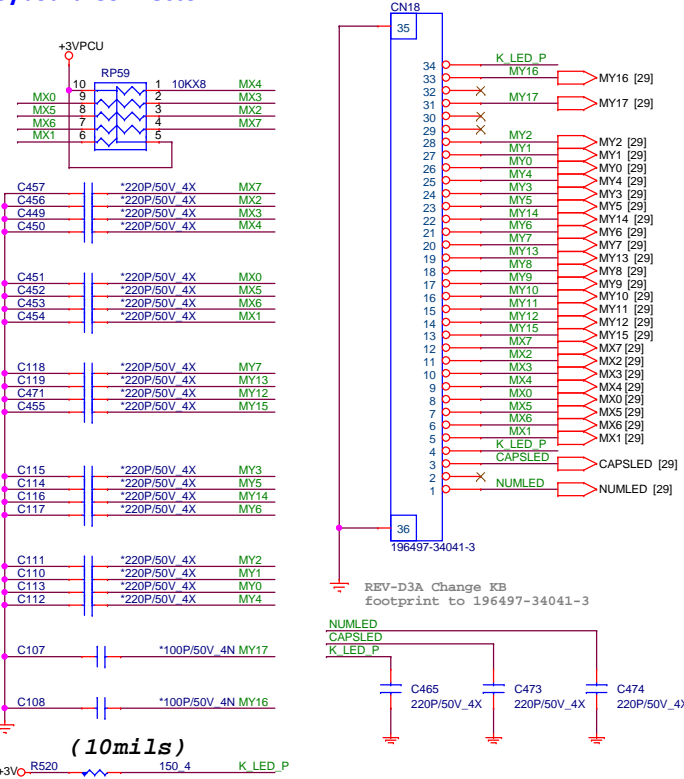 +3VPCU
RP59
10 1 10KX8 MX4
MX0 9 2 MX3
MX5 8 3 MX2
MX6 7 4 MX7
MX1 6 5
C457 *220P/50V_4X MX7
C456 *220P/50V_4X MX2
C449 *220P/50V_4X MX3
C450 *220P/50V_4X MX4
C451 *220P/50V_4X MX0
C452 *220P/50V_4X MX5
C453 *220P/50V_4X MX6
C454 *220P/50V_4X MX1
C118 *220P/50V_4X MY7
C119 *220P/50V_4X MY13
C471 *220P/50V_4X MY12
C455 *220P/50V_4X MY15
C115 *220P/50V_4X MY3
C114 *220P/50V_4X MY5
C116 *220P/50V_4X MY14
C117 *220P/50V_4X MY6
C111 *220P/50V_4X MY2
C110 *220P/50V_4X MY1
C113 *220P/50V_4X MY0
C112 *220P/50V_4X MY4
C107 *100P/50V_4N MY17
C108 *100P/50V_4N MY16
(10mils)
+3V R520 150_4 K_LED_P
CN18
35
34 K_LED_P
33 MY16 MY16 [29]
32
31 MY17 MY17 [29]
30
29
28 MY2 MY2 [29]
27 MY1 MY1 [29]
26 MY0 MY0 [29]
25 MY4 MY4 [29]
24 MY3 MY3 [29]
23 MY5 MY5 [29]
22 MY14 MY14 [29]
21 MY6 MY6 [29]
20 MY7 MY7 [29]
19 MY13 MY13 [29]
18 MY8 MY8 [29]
17 MY9 MY9 [29]
16 MY10 MY10 [29]
15 MY11 MY11 [29]
14 MY12 MY12 [29]
13 MY15 MY15 [29]
12 MX7 MX7 [29]
11 MX2 MX2 [29]
10 MX3 MX3 [29]
9 MX4 MX4 [29]
8 MX0 MX0 [29]
7 MX5 MX5 [29]
6 MX6 MX6 [29]
5 MX1 MX1 [29]
4 K_LED_P
3 CAPSLED CAPSLED [29]
2
1 NUMLED NUMLED [29]
36
196497-34041-3
REV-D3A Change KB
footprint to 196497-34041-3
NUMLED
CAPSLED
K_LED_P
C465 C473 C474
220P/50V_4X 220P/50V_4X 220P/50V_4X